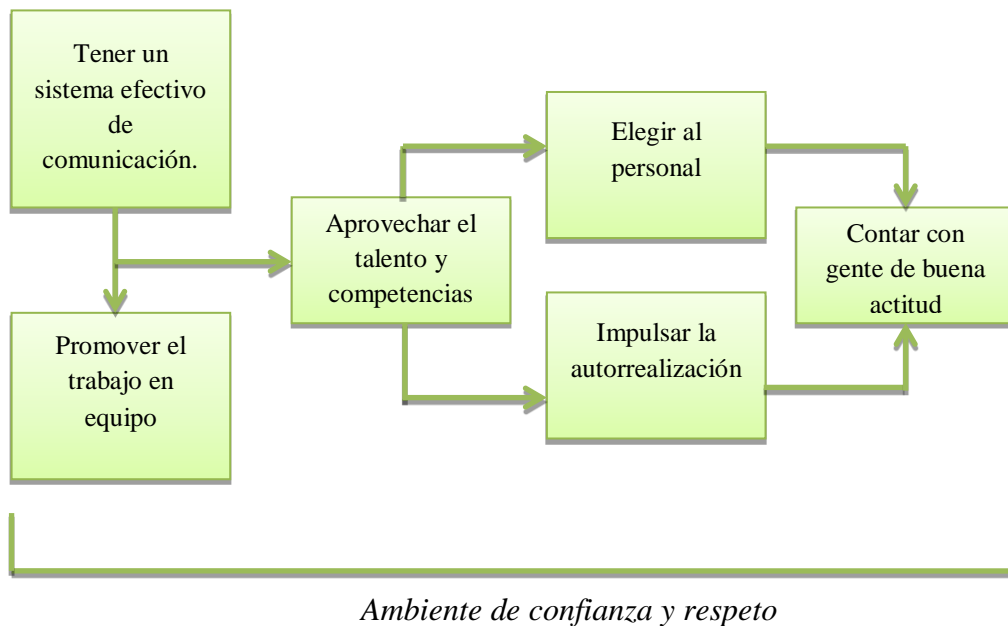 Tener un
sistema efectivo
de
comunicación.
Promover el
trabajo en
equipo
Aprovechar el
talento y
competencias
Elegir al
personal
Impulsar la
autorrealización
Contar con
gente de buena
actitud
Ambiente de confianza y respeto